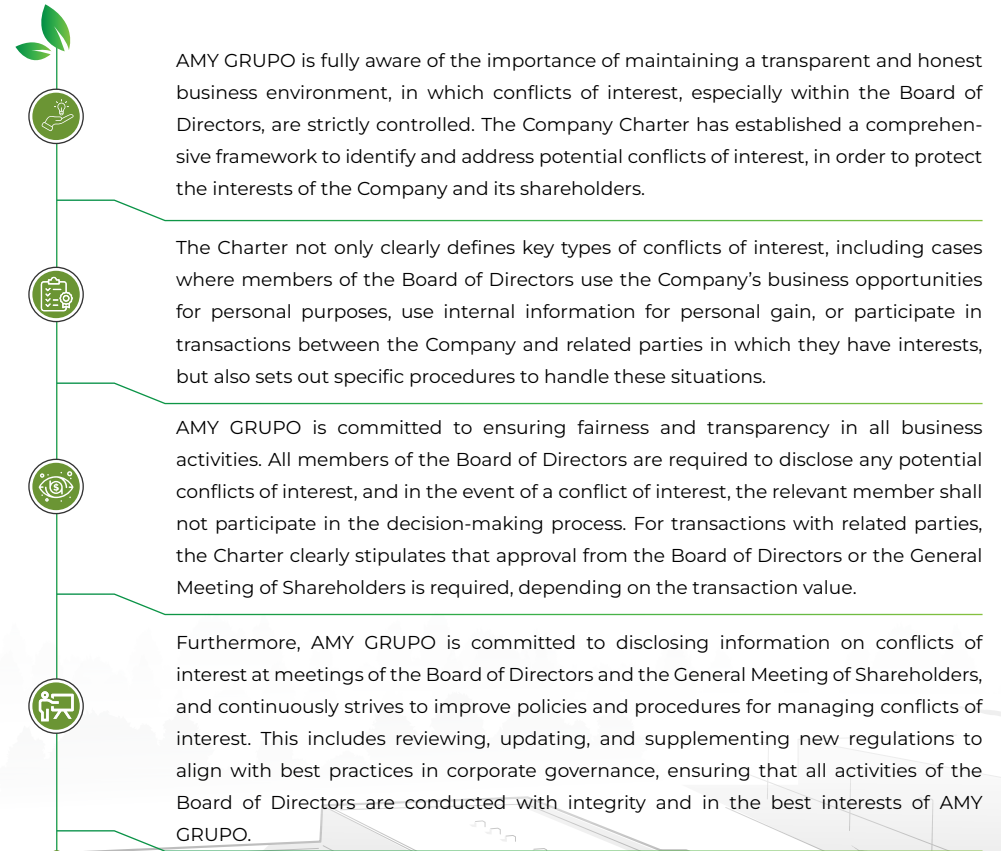 AMY GRUPO is fully aware of the importance of maintaining a transparent and honest
business environment, in which conflicts of interest, especially within the Board of
Directors, are strictly controlled. The Company Charter has established a comprehen-
sive framework to identify and address potential conflicts of interest, in order to protect
the interests of the Company and its shareholders.
The Charter not only clearly defines key types of conflicts of interest, including cases
where members of the Board of Directors use the Company’s business opportunities
for personal purposes, use internal information for personal gain, or participate in
transactions between the Company and related parties in which they have interests,
but also sets out specific procedures to handle these situations.
AMY GRUPO is committed to ensuring fairness and transparency in all business
activities. All members of the Board of Directors are required to disclose any potential
conflicts of interest, and in the event of a conflict of interest, the relevant member shall
not participate in the decision-making process. For transactions with related parties,
the Charter clearly stipulates that approval from the Board of Directors or the General
Meeting of Shareholders is required, depending on the transaction value.
Furthermore, AMY GRUPO is committed to disclosing information on conflicts of
interest at meetings of the Board of Directors and the General Meeting of Shareholders,
and continuously strives to improve policies and procedures for managing conflicts of
interest. This includes reviewing, updating, and supplementing new regulations to
align with best practices in corporate governance, ensuring that all activities of the
Board of Directors are conducted with integrity and in the best interests of AMY
GRUPO.